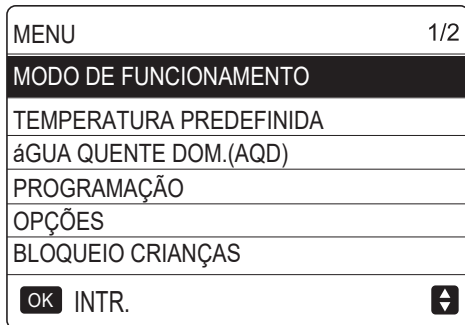 MENU 1/2
MODO DE FUNCIONAMENTO
TEMPERATURA PREDEFINIDA
áGUA QUENTE DOM.(AQD)
PROGRAMAÇÃO
OPÇÕES
BLOQUEIO CRIANÇAS
OK INTR.